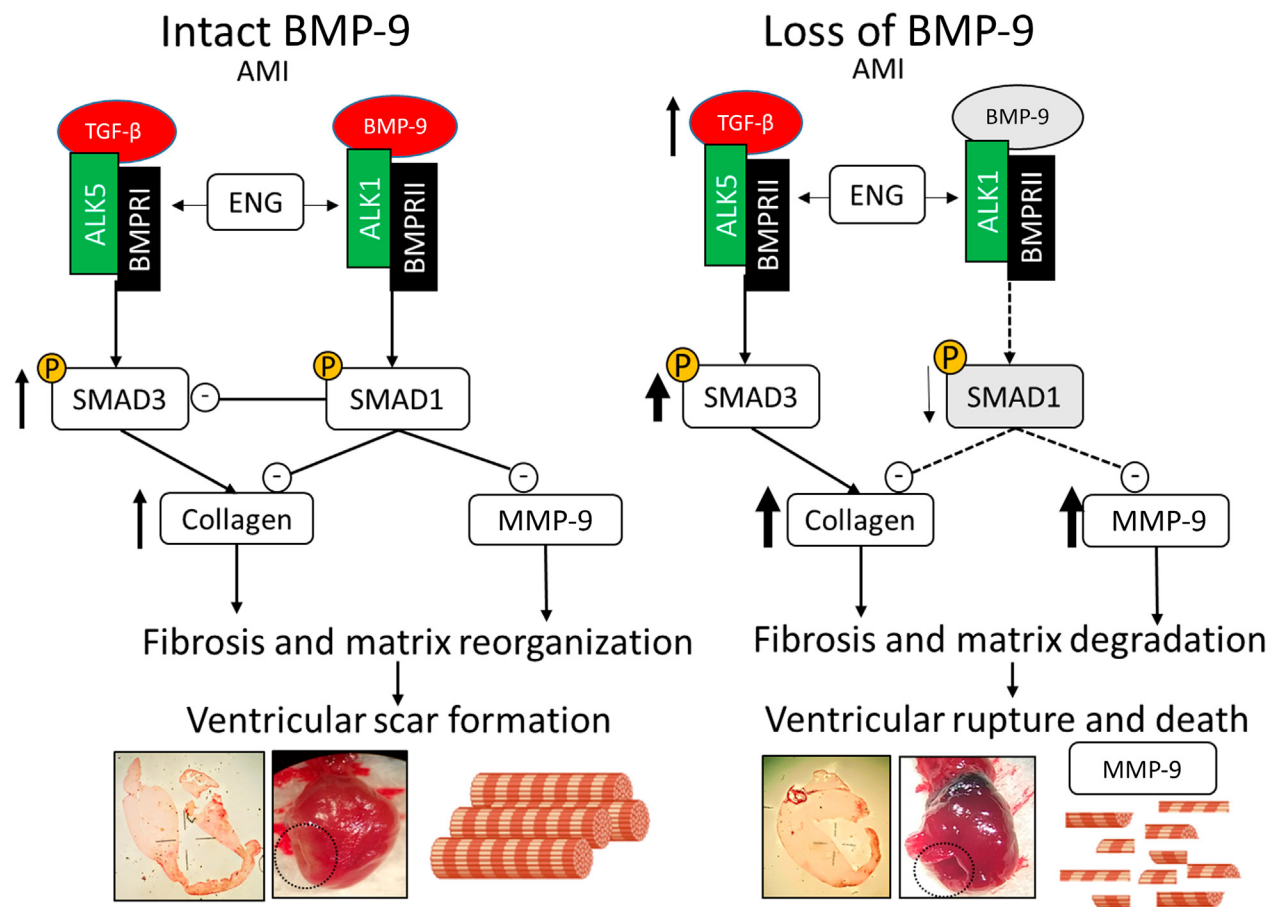 Intact BMP-9
AMI
TGF-β
BMP-9
ALK5
BMPRI
ENG
ALK1
BMPRII
P
SMAD3
-
P
SMAD1
-
-
Collagen
MMP-9
Fibrosis and matrix reorganization
Ventricular scar formation
Loss of BMP-9
AMI
TGF-β
BMP-9
ALK5
BMPRII
ENG
ALK1
BMPRII
P
SMAD3
P
SMAD1
-
-
Collagen
MMP-9
Fibrosis and matrix degradation
Ventricular rupture and death
MMP-9